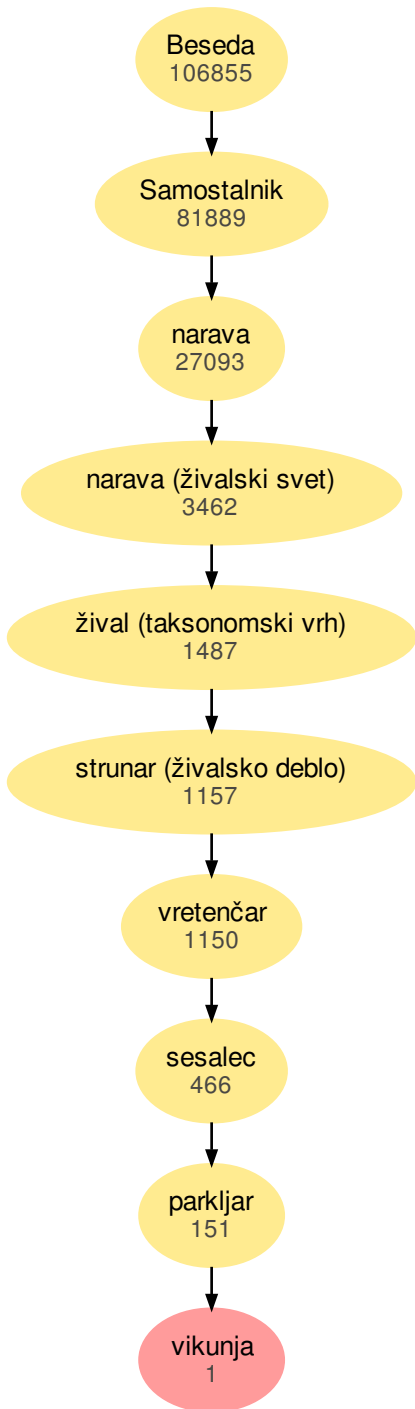 Beseda
106855
Samostalnik
81889
narava
27093
narava (živalski svet)
3462
žival (taksonomski vrh)
1487
strunar (živalsko deblo)
1157
vretenčar
1150
sesalec
466
parkljar
151
vikunja
1